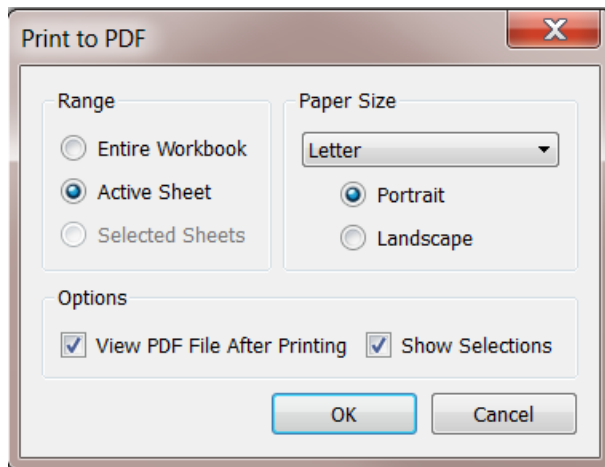 Print to PDF
Range
Entire Workbook
Active Sheet
Selected Sheets
Paper Size
Letter
Portrait
Landscape
Options
View PDF File After Printing Show Selections
OK Cancel